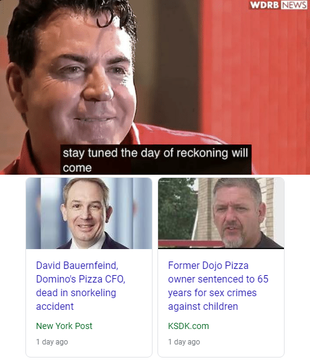 WDRB NEWS
stay tuned the day of reckoning will
come
David Bauernfeind,
Domino's Pizza CFO,
dead in snorkeling
accident
New York Post
1 day ago
Former Dojo Pizza
owner sentenced to 65
years for sex crimes
against children
KSDK.com
1 day ago